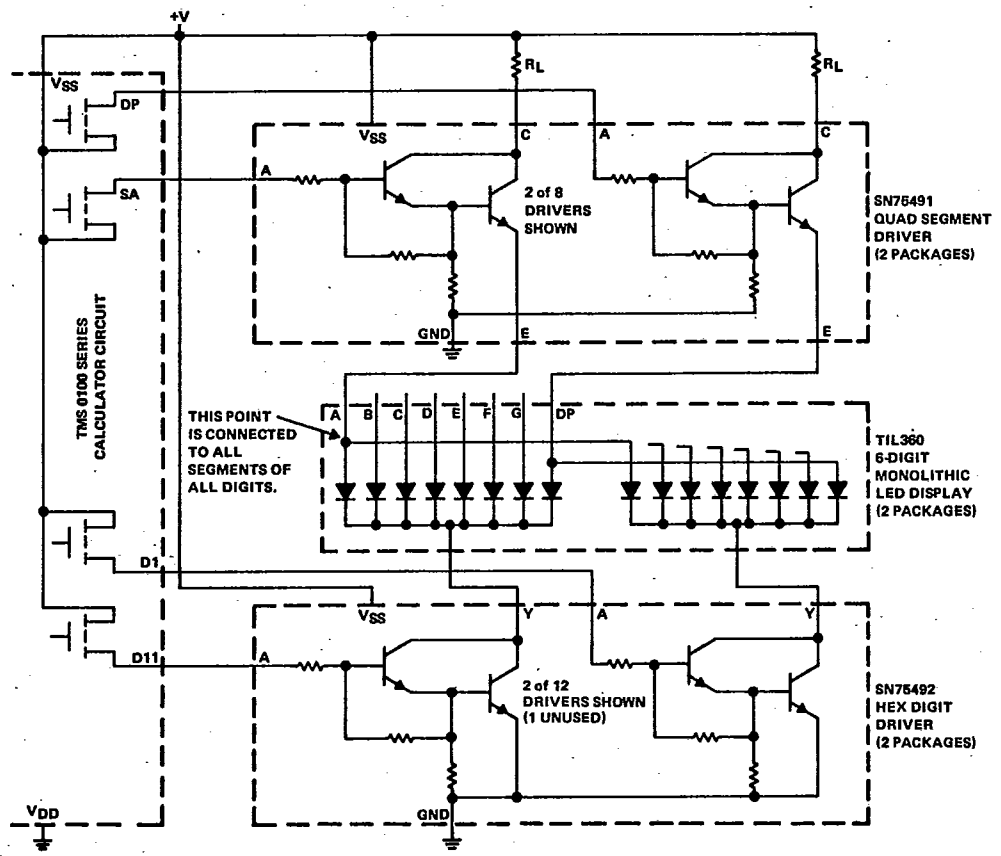 +V
VSS
DP
SA
TMS 0100 SERIES
CALCULATOR CIRCUIT
D1
D11
VDD
RL
RL
VSS
C
A
C
A
2 of 8
DRIVERS
SHOWN
GND
E
E
SN75491
QUAD SEGMENT
DRIVER
(2 PACKAGES)
THIS POINT
IS CONNECTED
TO ALL
SEGMENTS OF
ALL DIGITS.
A
B
C
D
E
F
G
DP
TIL360
6-DIGIT
MONOLITHIC
LED DISPLAY
(2 PACKAGES)
VSS
Y
A
Y
A
2 of 12
DRIVERS SHOWN
(1 UNUSED)
GND
SN75492
HEX DIGIT
DRIVER
(2 PACKAGES)